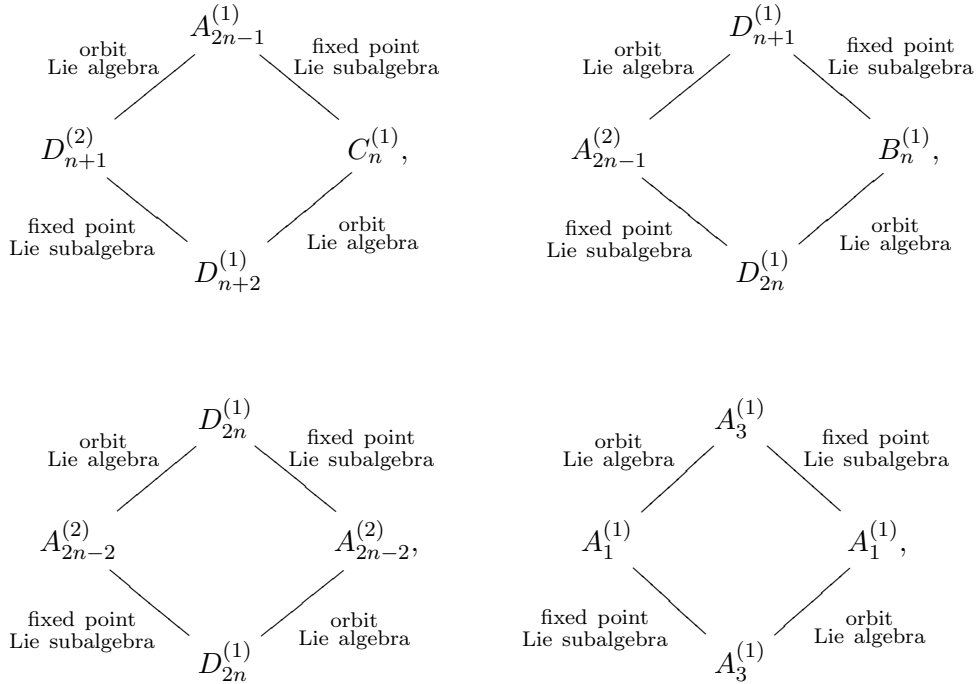 $A_{2n-1}^{(1)}$
orbit
Lie algebra
fixed point
Lie subalgebra
$D_{n+1}^{(2)}$
$C_n^{(1)},$
fixed point
Lie subalgebra
orbit
Lie algebra
$D_{n+2}^{(1)}$
$D_{n+1}^{(1)}$
orbit
Lie algebra
fixed point
Lie subalgebra
$A_{2n-1}^{(2)}$
$B_n^{(1)},$
fixed point
Lie subalgebra
orbit
Lie algebra
$D_{2n}^{(1)}$
$D_{2n}^{(1)}$
orbit
Lie algebra
fixed point
Lie subalgebra
$A_{2n-2}^{(2)}$
$A_{2n-2}^{(2)},$
fixed point
Lie subalgebra
orbit
Lie algebra
$D_{2n}^{(1)}$
$A_3^{(1)}$
orbit
Lie algebra
fixed point
Lie subalgebra
$A_1^{(1)}$
$A_1^{(1)},$
fixed point
Lie subalgebra
orbit
Lie algebra
$A_3^{(1)}$